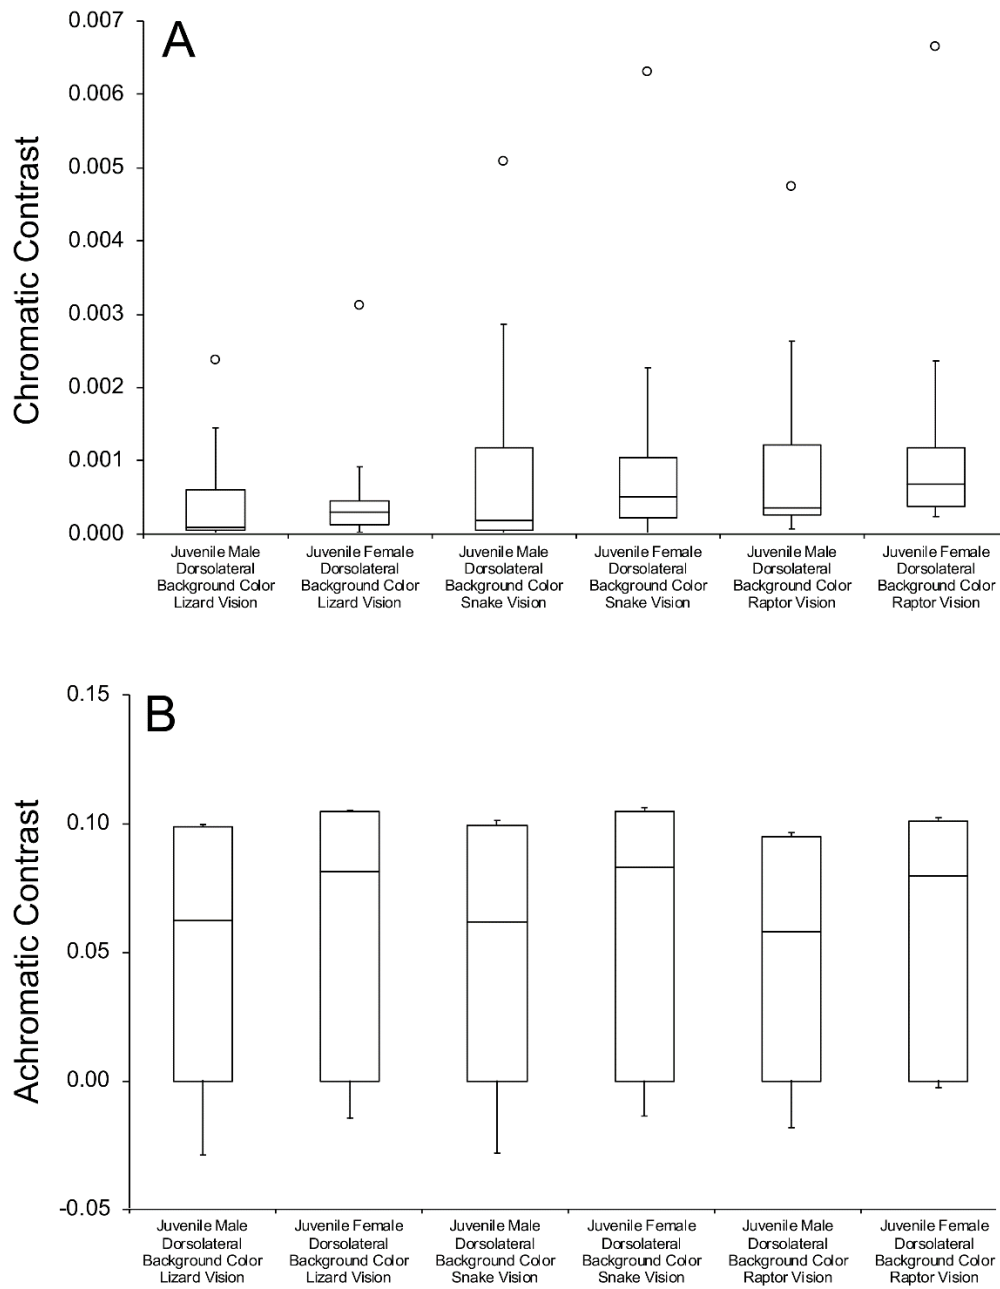 A
Chromatic Contrast
0.007
0.006
0.005
0.004
0.003
0.002
0.001
0.000
Juvenile Male
Dorsolateral
Background Color
Lizard Vision
Juvenile Female
Dorsolateral
Background Color
Lizard Vision
Juvenile Male
Dorsolateral
Background Color
Snake Vision
Juvenile Female
Dorsolateral
Background Color
Snake Vision
Juvenile Male
Dorsolateral
Background Color
Raptor Vision
Juvenile Female
Dorsolateral
Background Color
Raptor Vision
B
Achromatic Contrast
0.15
0.10
0.05
0.00
-0.05
Juvenile Male
Dorsolateral
Background Color
Lizard Vision
Juvenile Female
Dorsolateral
Background Color
Lizard Vision
Juvenile Male
Dorsolateral
Background Color
Snake Vision
Juvenile Female
Dorsolateral
Background Color
Snake Vision
Juvenile Male
Dorsolateral
Background Color
Raptor Vision
Juvenile Female
Dorsolateral
Background Color
Raptor Vision